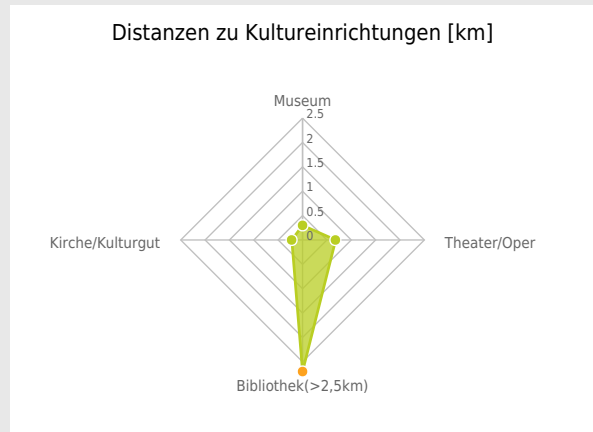 Distanzen zu Kultureinrichtungen [km]
Museum
2.5
2
1.5
1
0.5
0
Kirche/Kulturgut
Theater/Oper
Bibliothek(>2,5km)